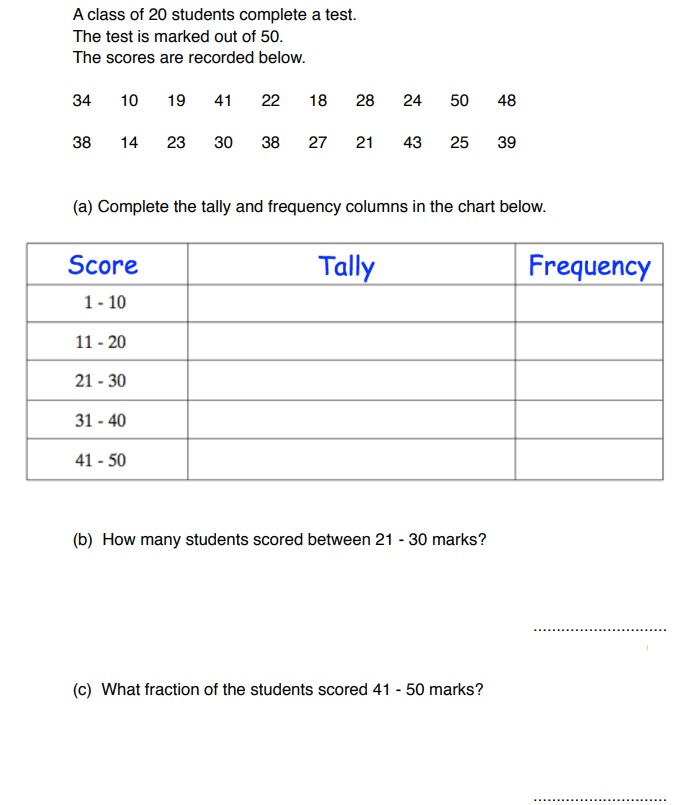 A class of 20 students complete a test.
The test is marked out of 50.
The scores are recorded below.
34 10 19 41 22 18 28 24 50 48
38 14 23 30 38 27 21 43 25 39
(a) Complete the tally and frequency columns in the chart below.
Score Tally Frequency
1 - 10
11 - 20
21 - 30
31 - 40
41 - 50
(b) How many students scored between 21 - 30 marks?
..............................
(c) What fraction of the students scored 41 - 50 marks?
..............................